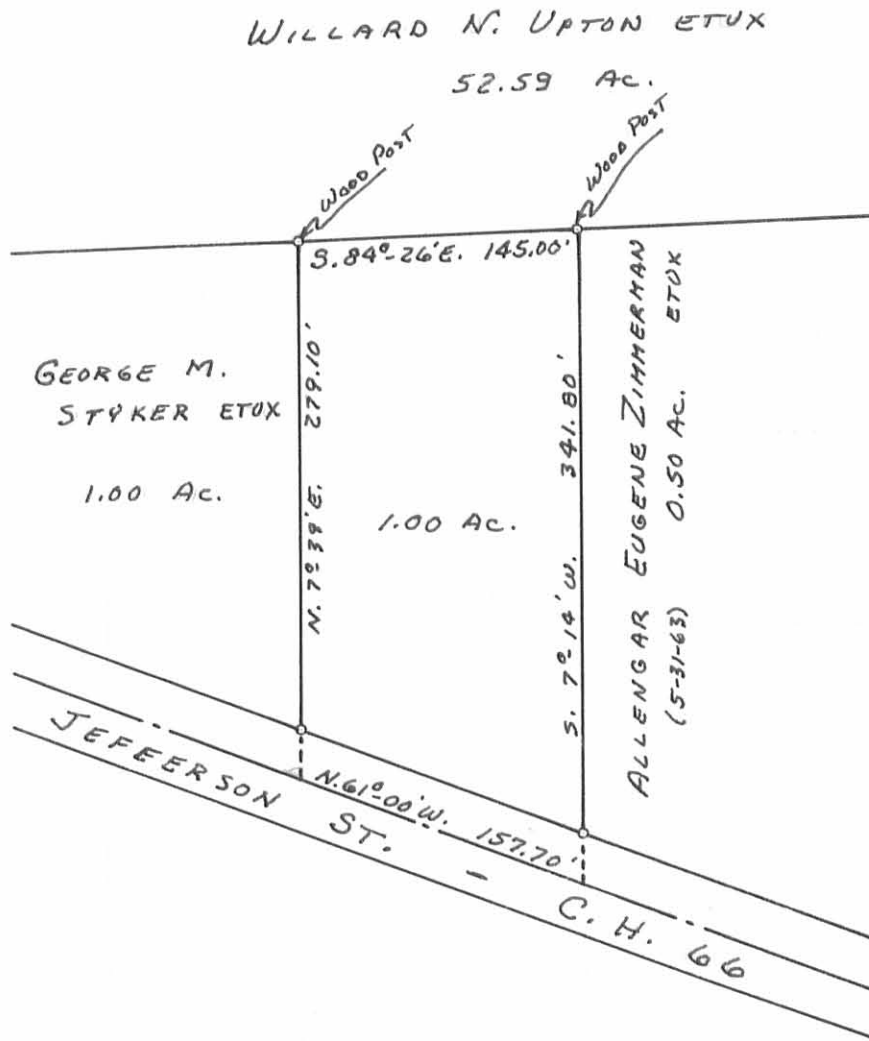 WILLARD N. UPTON ETUX
52.59 AC.
WOOD POST
WOOD POST
S. 84°-26'E. 145.00'
GEORGE M.
STYKER ETUX
1.00 AC.
N. 7°-39'E. 279.10'
1.00 AC.
S. 7°-14'W. 341.80'
ALLENGAR EUGENE ZIMMERMAN
ETUX
0.50 AC.
(5-31-63)
N. 61°-00'W. 157.70'
JEFEERSON ST. - C. H. 66